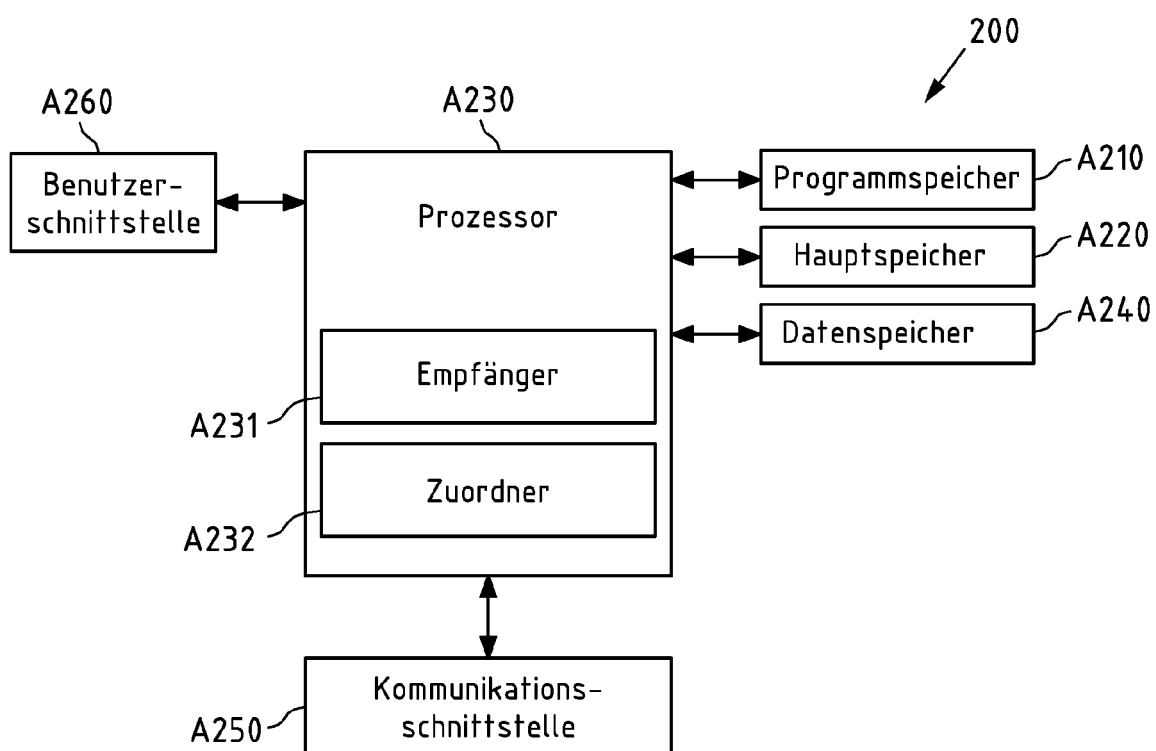 200
A260
A230
Benutzer-
schnittstelle
Prozessor
Programmspeicher
A210
Hauptspeicher
A220
Datenspeicher
A240
Empfänger
A231
Zuordner
A232
Kommunikations-
schnittstelle
A250